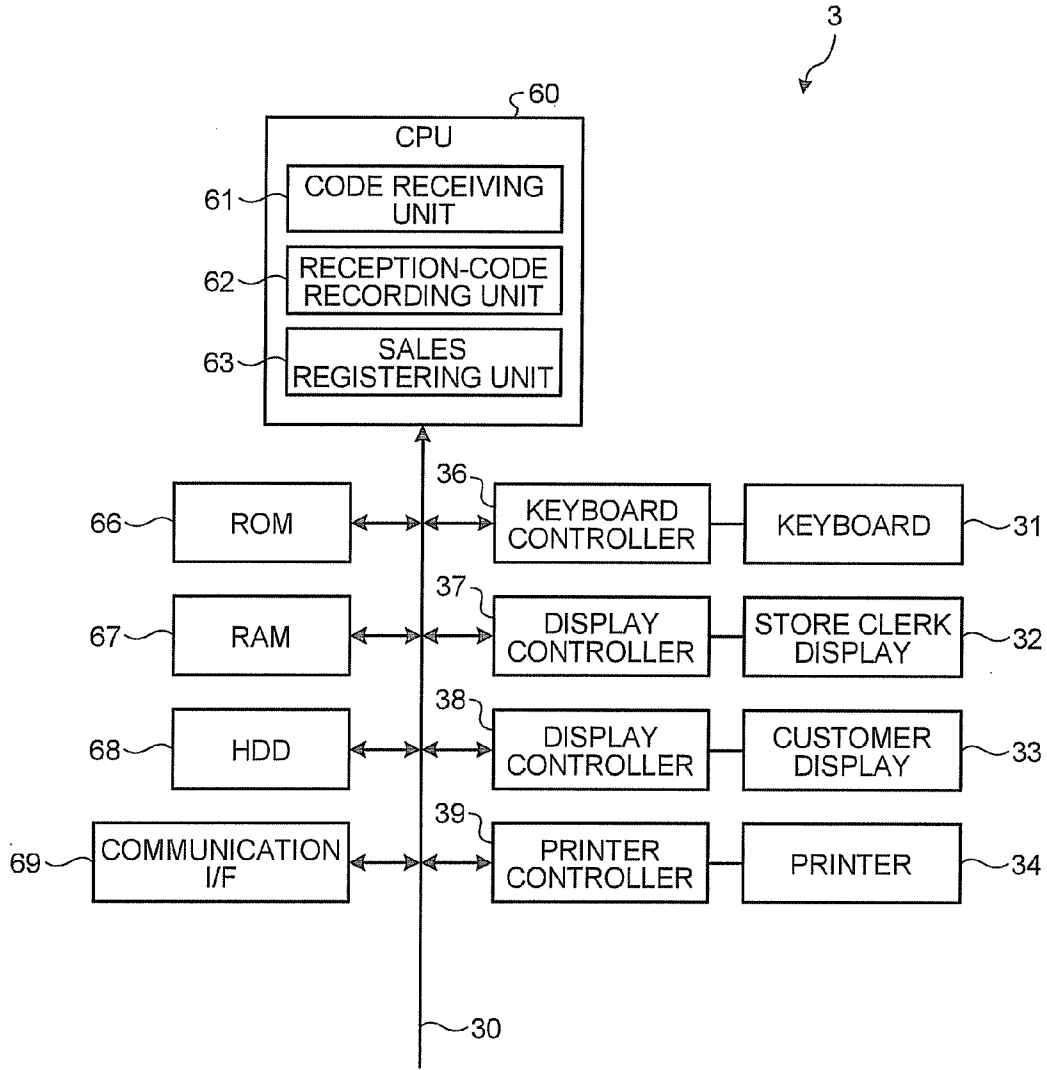 3
60
CPU
61
CODE RECEIVING
UNIT
62
RECEPTION-CODE
RECORDING UNIT
63
SALES
REGISTERING UNIT
66
ROM
36
KEYBOARD
CONTROLLER
KEYBOARD
31
67
RAM
37
DISPLAY
CONTROLLER
STORE CLERK
DISPLAY
32
68
HDD
38
DISPLAY
CONTROLLER
CUSTOMER
DISPLAY
33
69
COMMUNICATION
I/F
39
PRINTER
CONTROLLER
PRINTER
34
30